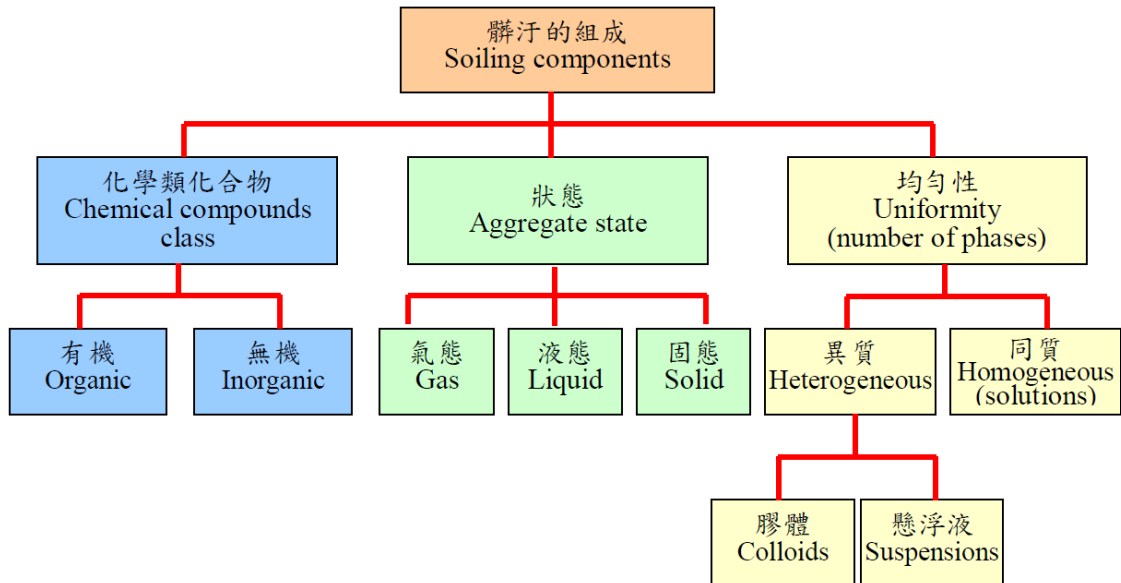 髒汙的組成
Soiling components
化學類化合物
Chemical compounds
class
狀態
Aggregate state
均勻性
Uniformity
(number of phases)
有機
Organic
無機
Inorganic
氣態
Gas
液態
Liquid
固態
Solid
異質
Heterogeneous
同質
Homogeneous
(solutions)
膠體
Colloids
懸浮液
Suspensions